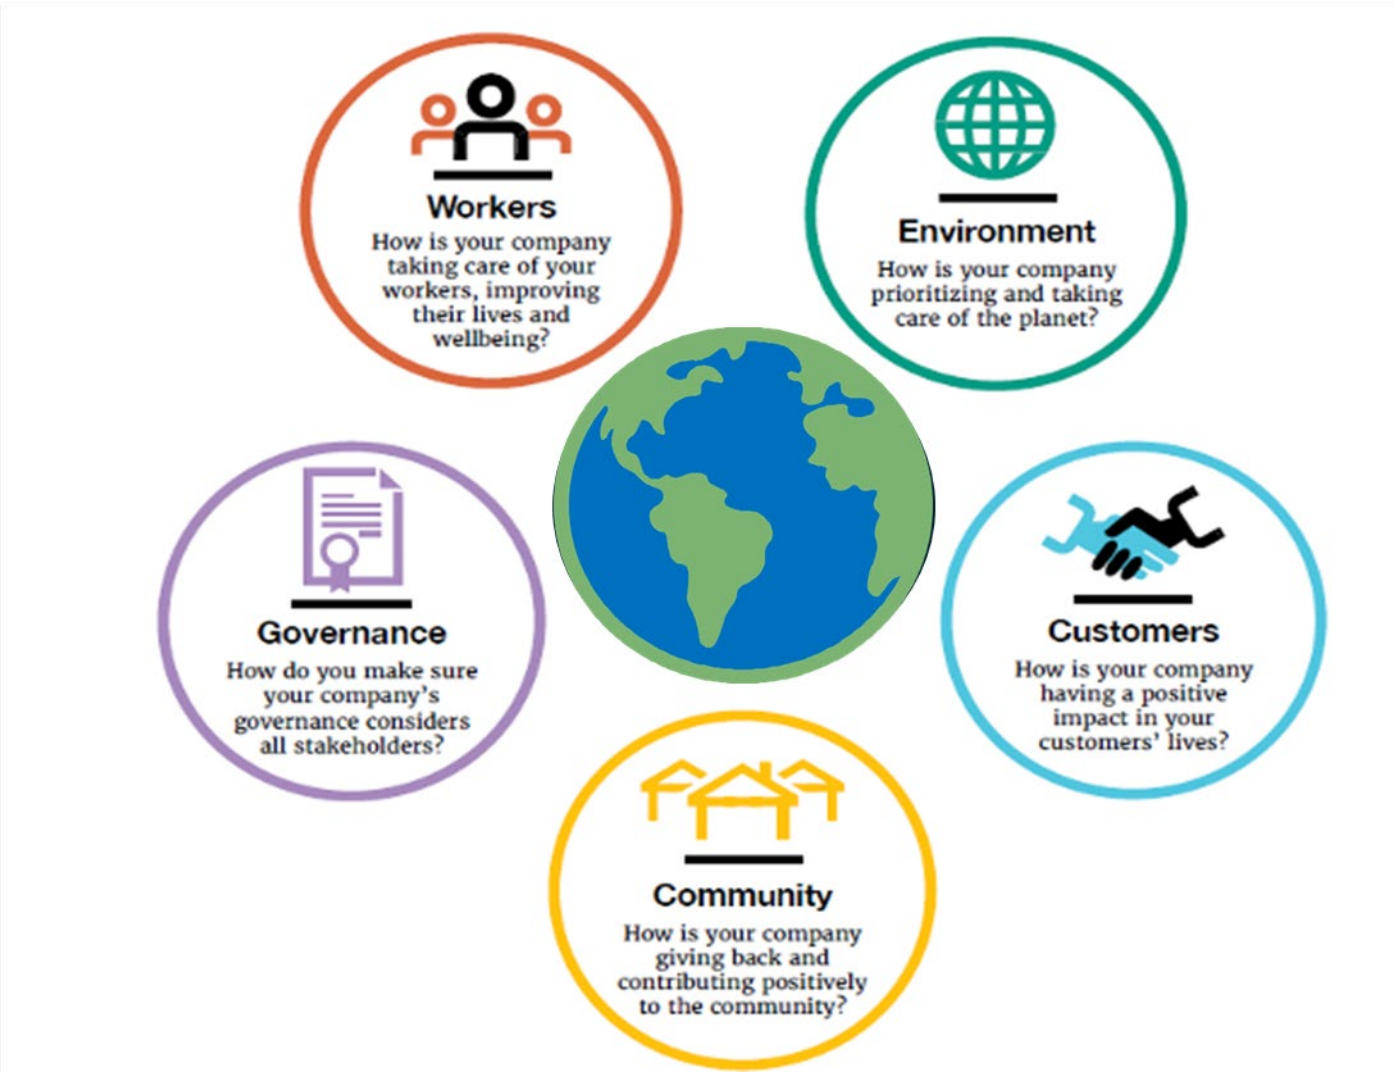 Workers
How is your company
taking care of your
workers, improving
their lives and
wellbeing?
Environment
How is your company
prioritizing and taking
care of the planet?
Governance
How do you make sure
your company's
governance considers
all stakeholders?
Customers
How is your company
having a positive
impact in your
customers' lives?
Community
How is your company
giving back and
contributing positively
to the community?